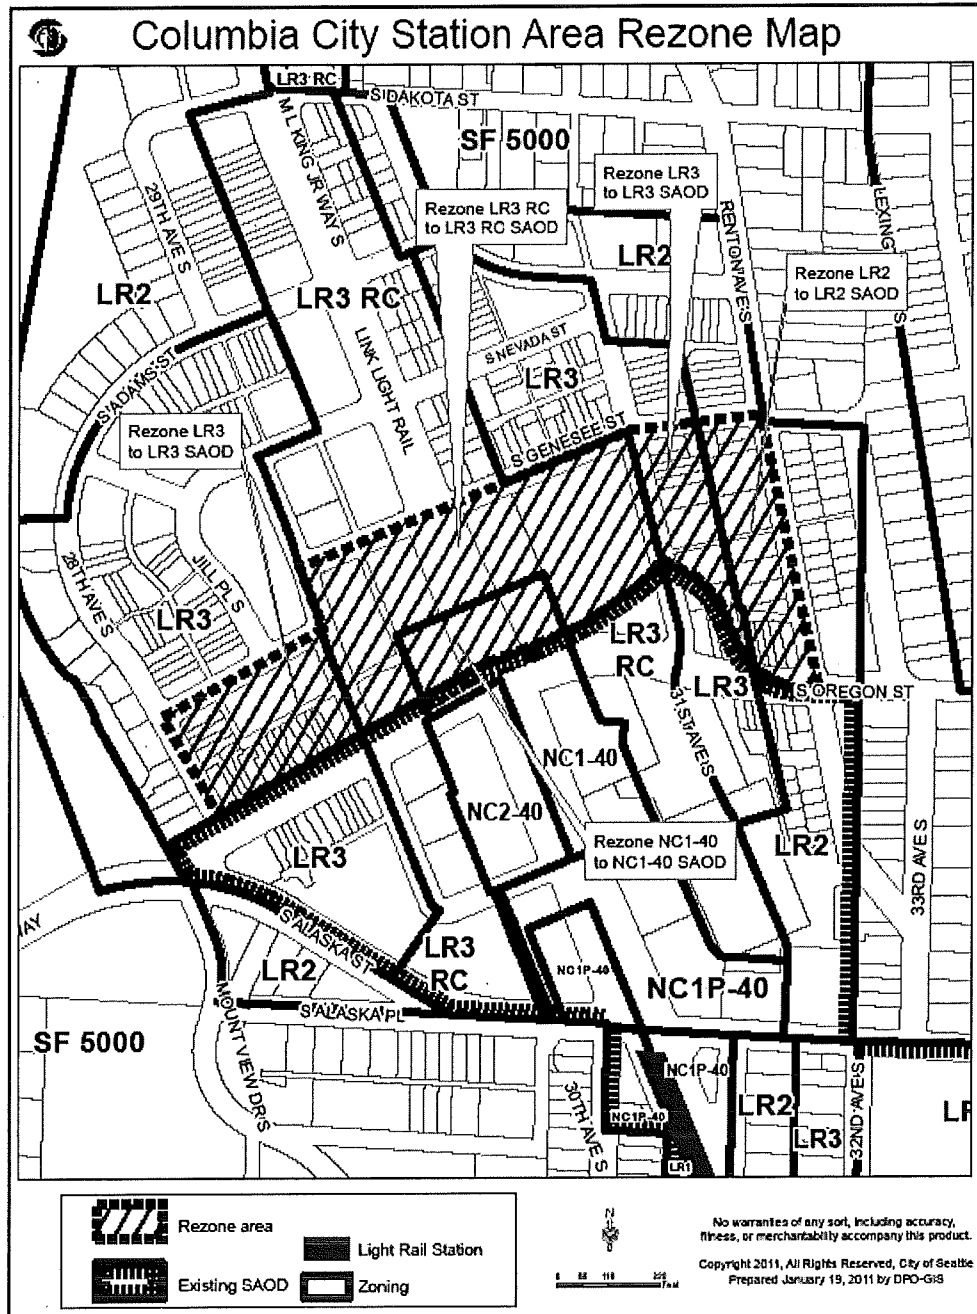 Columbia City Station Area Rezone Map
LR3 RC
S DAKOTA ST
M L KING JR WAY S
SF 5000
Rezone LR3
to LR3 SAOD
Rezone LR3 RC
to LR3 RC SAOD
29TH AVE S
RENTON AVE S
LEXING
S
LR2
Rezone LR2
to LR2 SAOD
LR2
LR3 RC
LINK LIGHT RAIL
S NEVADA ST
LR3
S ADAMS ST
Rezone LR3
to LR3 SAOD
S GENESEE ST
28TH AVE S
JILL PL S
LR3
LR3
RC
LR3
S OREGON ST
31ST AVE S
NC1-40
NC2-40
Rezone NC1-40
to NC1-40 SAOD
LR3
LR2
33RD AVE S
WAY
S ALASKA ST
LR3
RC
LR2
NC1P-40
NC1P-40
MOUNT VIEW DR S
S ALASKA PL
SF 5000
NC1P-40
30TH AVE S
NC1P-40
LR2
LR3
32ND AVE S
LR1
Rezone area
Existing SAOD
Light Rail Station
Zoning
N
No warranties of any sort, including accuracy,
fitness, or merchantability accompany this product.
Copyright 2011, All Rights Reserved, City of Seattle
Prepared January 19, 2011 by DPD-GIS